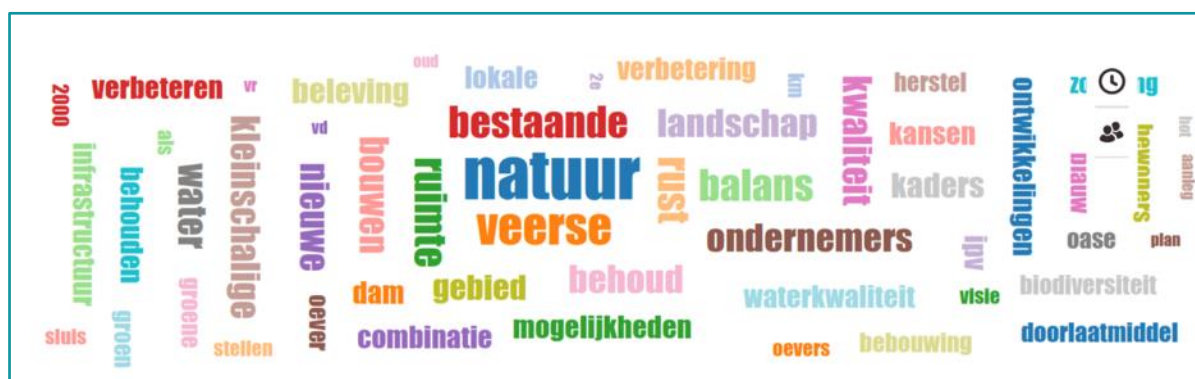 oud
2000
verbeteren
vr
beleving
lokale
2e
verbetering
km
kwaliteit
herstel
ontwikkelingen
als
kleinschalige
vd
bouwen
bestaande
landschap
kansen
bewoners
hot
aanleg
infrastructuur
behouden
water
nieuwe
ruimte
natuur
rust
balans
kaders
veerse
ondernemers
ipv
oase
plan
groene
oever
dam
gebied
behoud
waterkwaliteit
visie
biodiversiteit
sluis
groen
stellen
combinatie
mogelijkheden
oevers
bebouwing
doorlaatmiddel